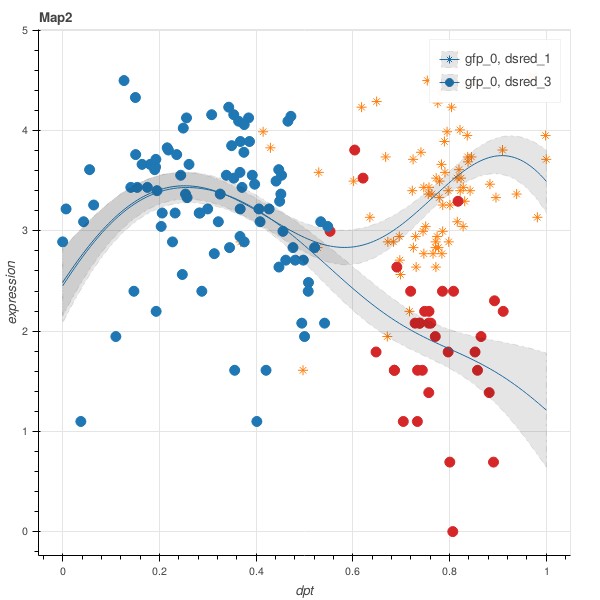 Map2
gfp_0, dsred_1
gfp_0, dsred_3
5
4
3
2
1
0
expression
0
0.2
0.4
0.6
0.8
1
dpt